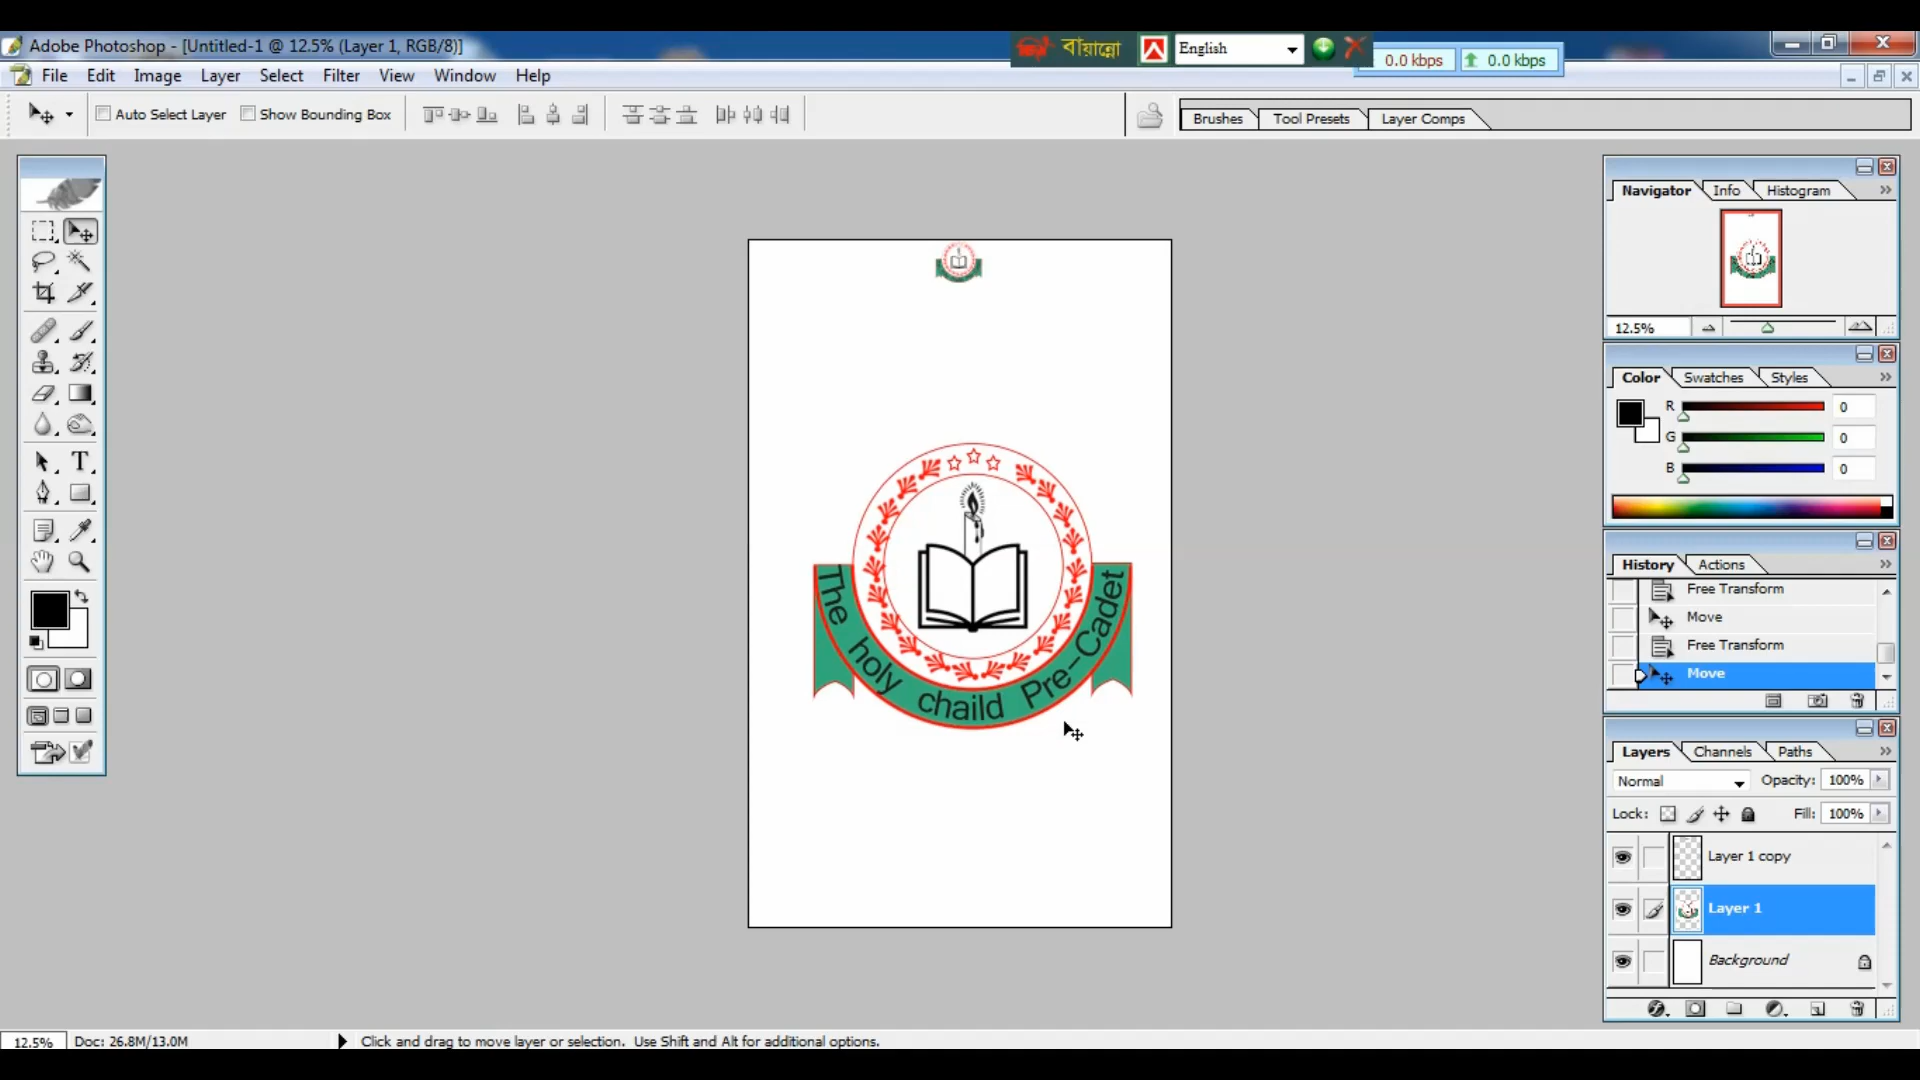 Adobe Photoshop - [Untitled-1 @ 12.5% (Layer 1, RGB/8)]
বায়ান্নো
English
0.0 kbps
0.0 kbps
File Edit Image Layer Select Filter View Window Help
Auto Select Layer Show Bounding Box
Brushes Tool Presets Layer Comps
Navigator Info Histogram
12.5%
Color Swatches Styles
R 0
G 0
B 0
History Actions
Free Transform
Move
Free Transform
Move
The holy chaild Pre-Cadet
Layers Channels Paths
Normal Opacity: 100%
Lock: Fill: 100%
Layer 1 copy
Layer 1
Background
12.5% Doc: 26.8M/13.0M Click and drag to move layer or selection. Use Shift and Alt for additional options.